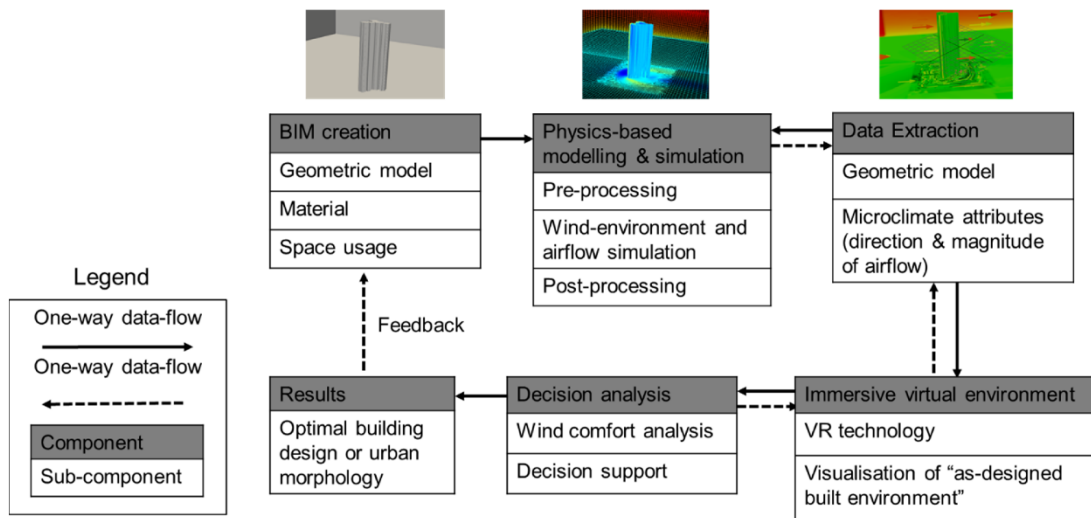 BIM creation
Geometric model
Material
Space usage
Physics-based
modelling & simulation
Pre-processing
Wind-environment and
airflow simulation
Post-processing
Data Extraction
Geometric model
Microclimate attributes
(direction & magnitude
of airflow)
Legend
One-way data-flow
One-way data-flow
Component
Sub-component
Feedback
Results
Optimal building
design or urban
morphology
Decision analysis
Wind comfort analysis
Decision support
Immersive virtual environment
VR technology
Visualisation of “as-designed
built environment”